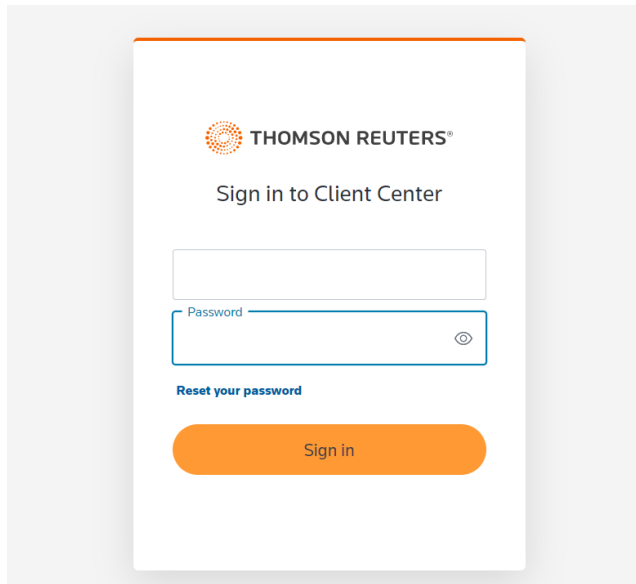 THOMSON REUTERS®
Sign in to Client Center
Password
Reset your password
Sign in